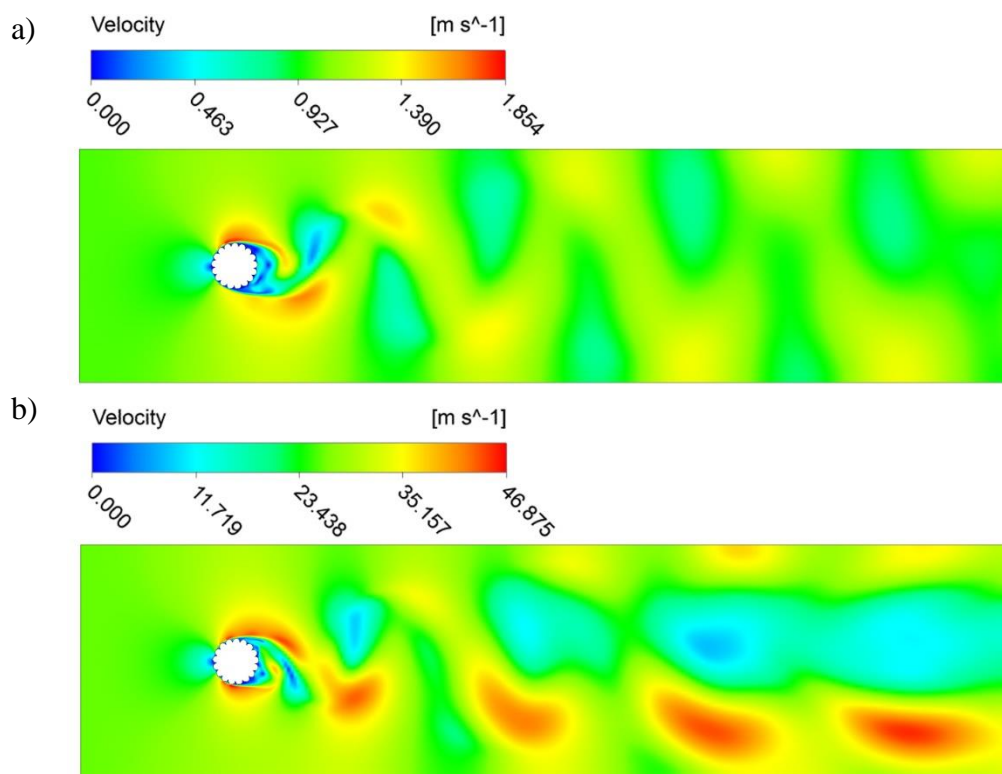 a)
Velocity [m s^-1]
0.000 0.463 0.927 1.390 1.854
b)
Velocity [m s^-1]
0.000 11.719 23.438 35.157 46.875